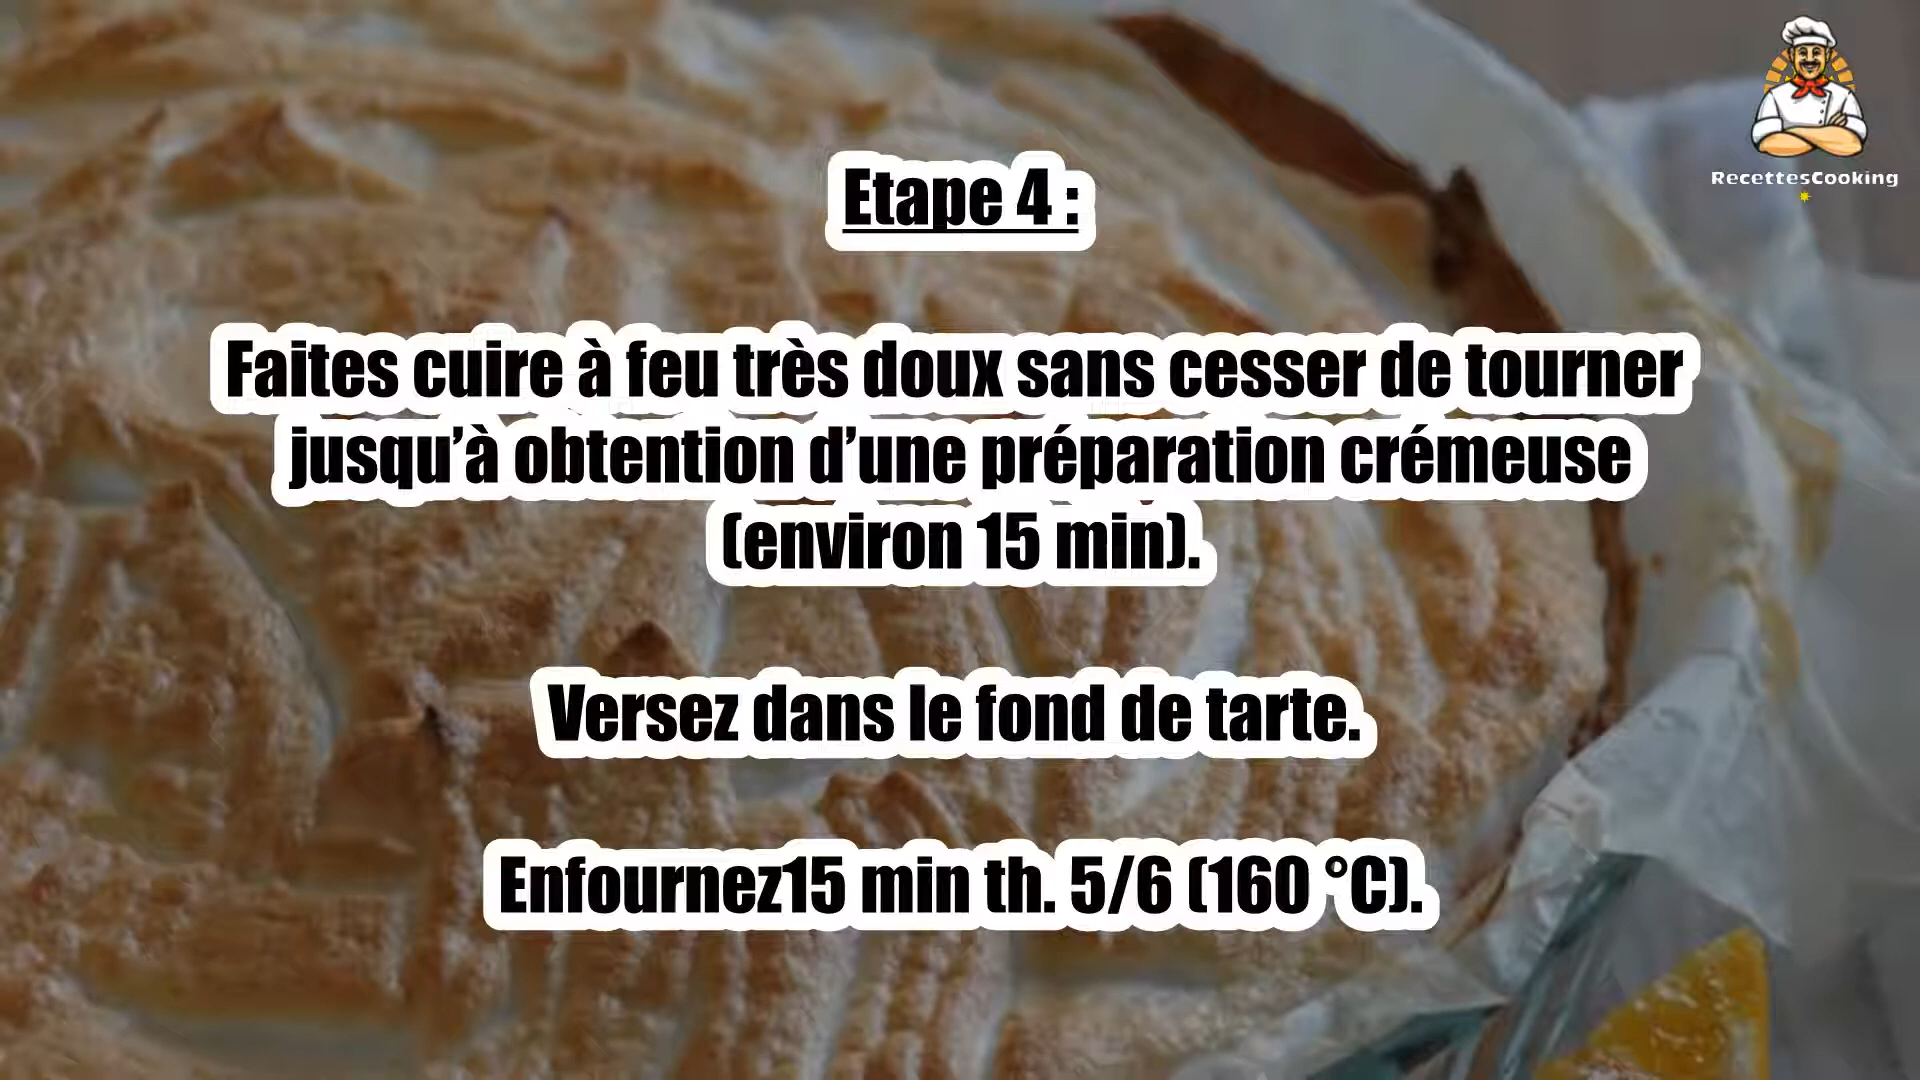 RecettesCooking
Etape 4 :
Faites cuire à feu très doux sans cesser de tourner
jusqu’à obtention d’une préparation crémeuse
(environ 15 min).
Versez dans le fond de tarte.
Enfournez15 min th. 5/6 (160 °C).